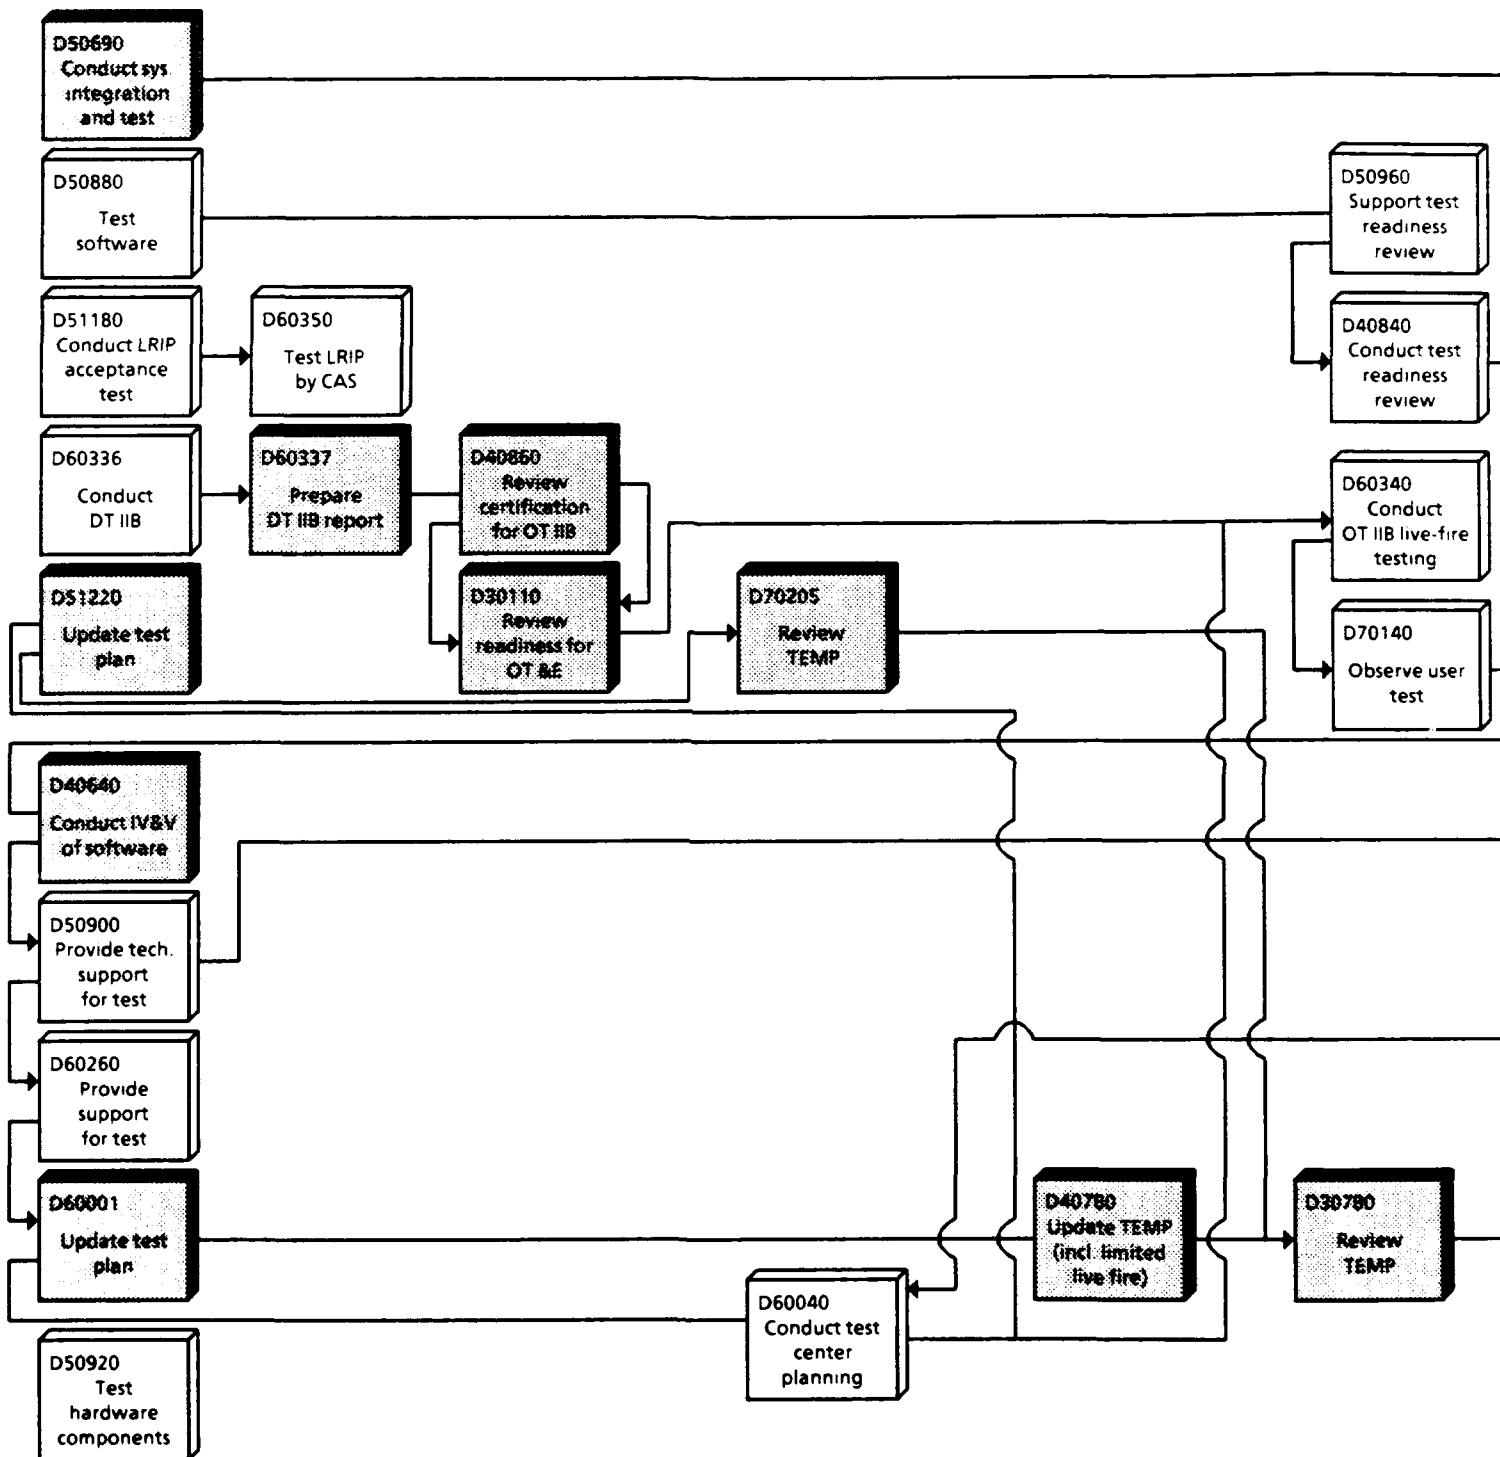 D50690
Conduct sys
integration
and test
D50880
Test
software
D50960
Support test
readiness
review
D51180
Conduct LRIP
acceptance
test
D60350
Test LRIP
by CAS
D40840
Conduct test
readiness
review
D60336
Conduct
DT IIB
D60337
Prepare
DT IIB report
D40860
Review
certification
for OT IIB
D60340
Conduct
OT IIB live-fire
testing
D51220
Update test
plan
D30110
Review
readiness for
OT &E
D70205
Review
TEMP
D70140
Observe user
test
D40640
Conduct IV&V
of software
D50900
Provide tech.
support
for test
D60260
Provide
support
for test
D60001
Update test
plan
D40780
Update TEMP
(incl. limited
live fire)
D30780
Review
TEMP
D60040
Conduct test
center
planning
D50920
Test
hardware
components